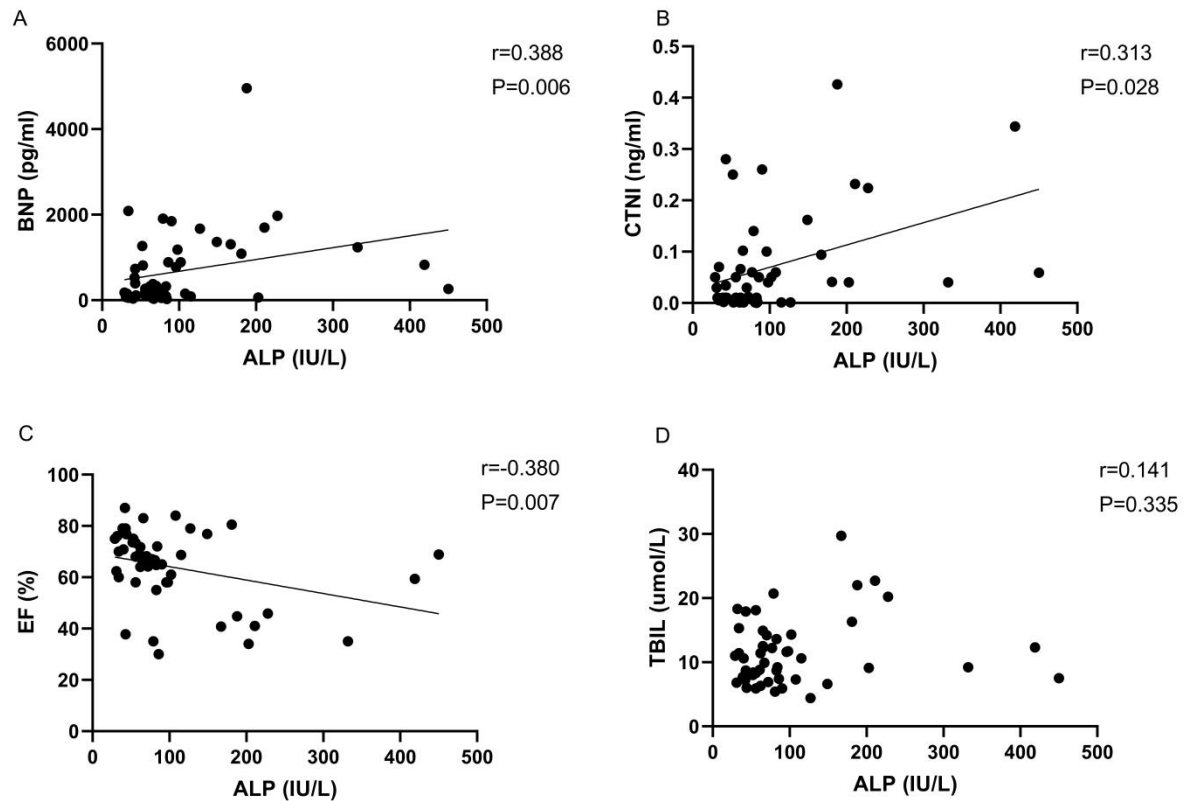 A
6000
4000
2000
0
BNP (pg/ml)
0 100 200 300 400 500
ALP (IU/L)
r=0.388
P=0.006
B
0.5
0.4
0.3
0.2
0.1
0.0
CTNI (ng/ml)
0 100 200 300 400 500
ALP (IU/L)
r=0.313
P=0.028
C
100
80
60
40
20
0
EF (%)
0 100 200 300 400 500
ALP (IU/L)
r=-0.380
P=0.007
D
40
30
20
10
0
TBIL (umol/L)
0 100 200 300 400 500
ALP (IU/L)
r=0.141
P=0.335